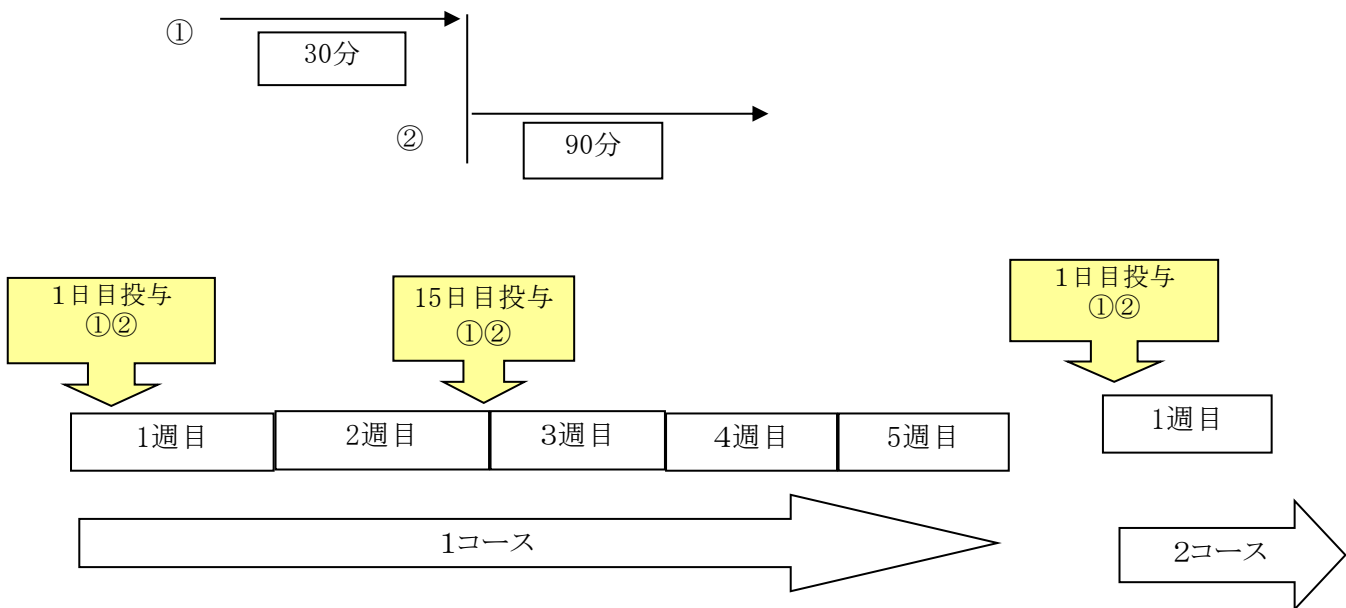 ①
30分
②
90分
1日目投与
①②
15日目投与
①②
1日目投与
①②
1週目
2週目
3週目
4週目
5週目
1週目
1コース
2コース